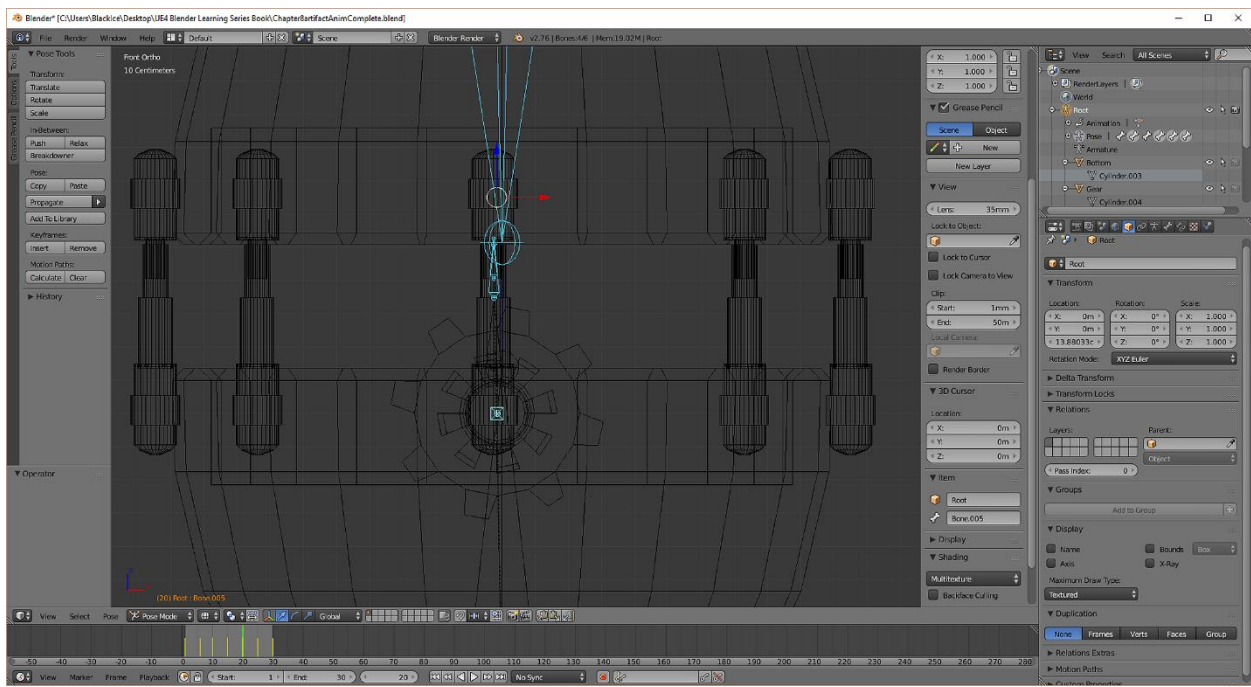 Blender* [C:\Users\BlackIce\Desktop\UE4 Blender Learning Series Book\Chapter8artifactAnimComplete.blend]
File Render Window Help Default Scene Blender Render v2.76 | Bones:4/6 | Mem:19.02M | Root
Tools
Options
Grease Pencil
Pose Tools
Transform:
Translate
Rotate
Scale
In-Between:
Push Relax
Breakdowner
Pose:
Copy Paste
Propagate
Add To Library
Keyframes:
Insert Remove
Motion Paths:
Calculate Clear
History
Operator
Front Ortho
10 Centimeters
(20) Root : Bone.005
X: 1.000
Y: 1.000
Z: 1.000
Grease Pencil
Scene Object
New
New Layer
View
Lens: 35mm
Lock to Object:
Lock to Cursor
Lock Camera to View
Clip:
Start: 1mm
End: 50m
Local Camera:
Render Border
3D Cursor
Location:
X: 0m
Y: 0m
Z: 0m
Item
Root
Bone.005
Display
Shading
Multitexture
Backface Culling
View Search All Scenes
Scene
RenderLayers
World
Root
Animation
Pose
Armature
Bottom
Cylinder.003
Gear
Cylinder.004
Root
Root
Transform
Location: Rotation: Scale:
X: 0m X: 0° X: 1.000
Y: 0m Y: 0° Y: 1.000
13.88033c Z: 0° Z: 1.000
Rotation Mode: XYZ Euler
Delta Transform
Transform Locks
Relations
Layers: Parent:
Object
Pass Index: 0
Groups
Add to Group
Display
Name Bounds Box
Axis X-Ray
Maximum Draw Type:
Textured
Duplication
None Frames Verts Faces Group
Relations Extras
Motion Paths
Custom Properties
View Select Pose Pose Mode Global
-50 -40 -30 -20 -10 0 10 20 30 40 50 60 70 80 90 100 110 120 130 140 150 160 170 180 190 200 210 220 230 240 250 260 270 280
View Marker Frame Playback Start: 1 End: 30 20 No Sync